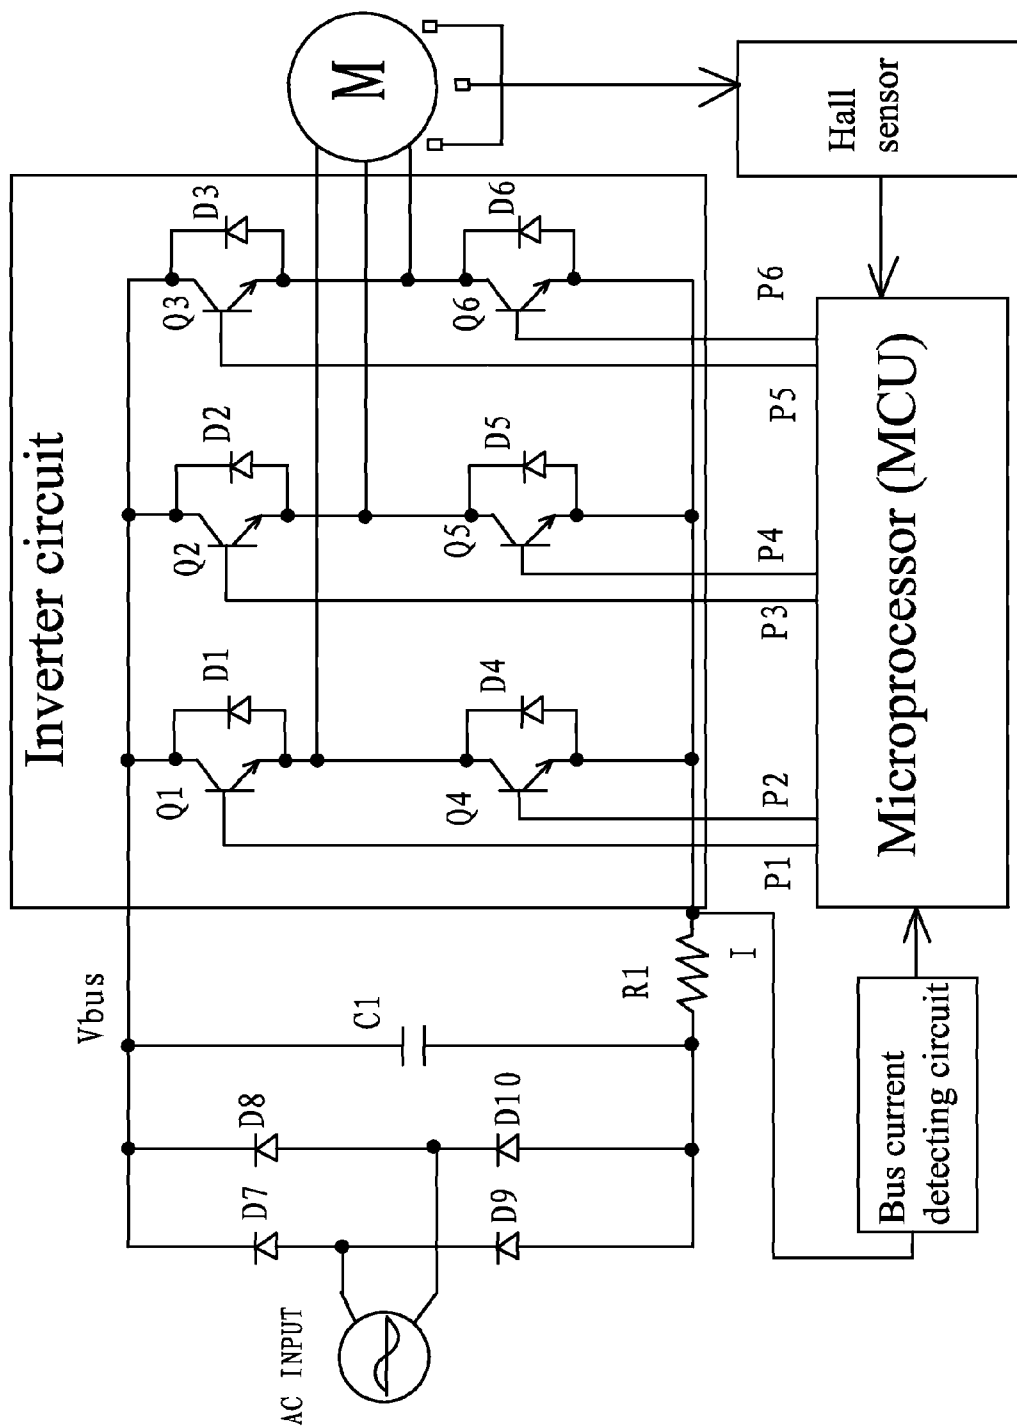 Inverter circuit
AC INPUT
D7
D8
D9
D10
Vbus
C1
R1
I
Q1
D1
Q2
D2
Q3
D3
Q4
D4
Q5
D5
Q6
D6
M
P1
P2
P3
P4
P5
P6
Bus current
detecting circuit
Microprocessor (MCU)
Hall
sensor